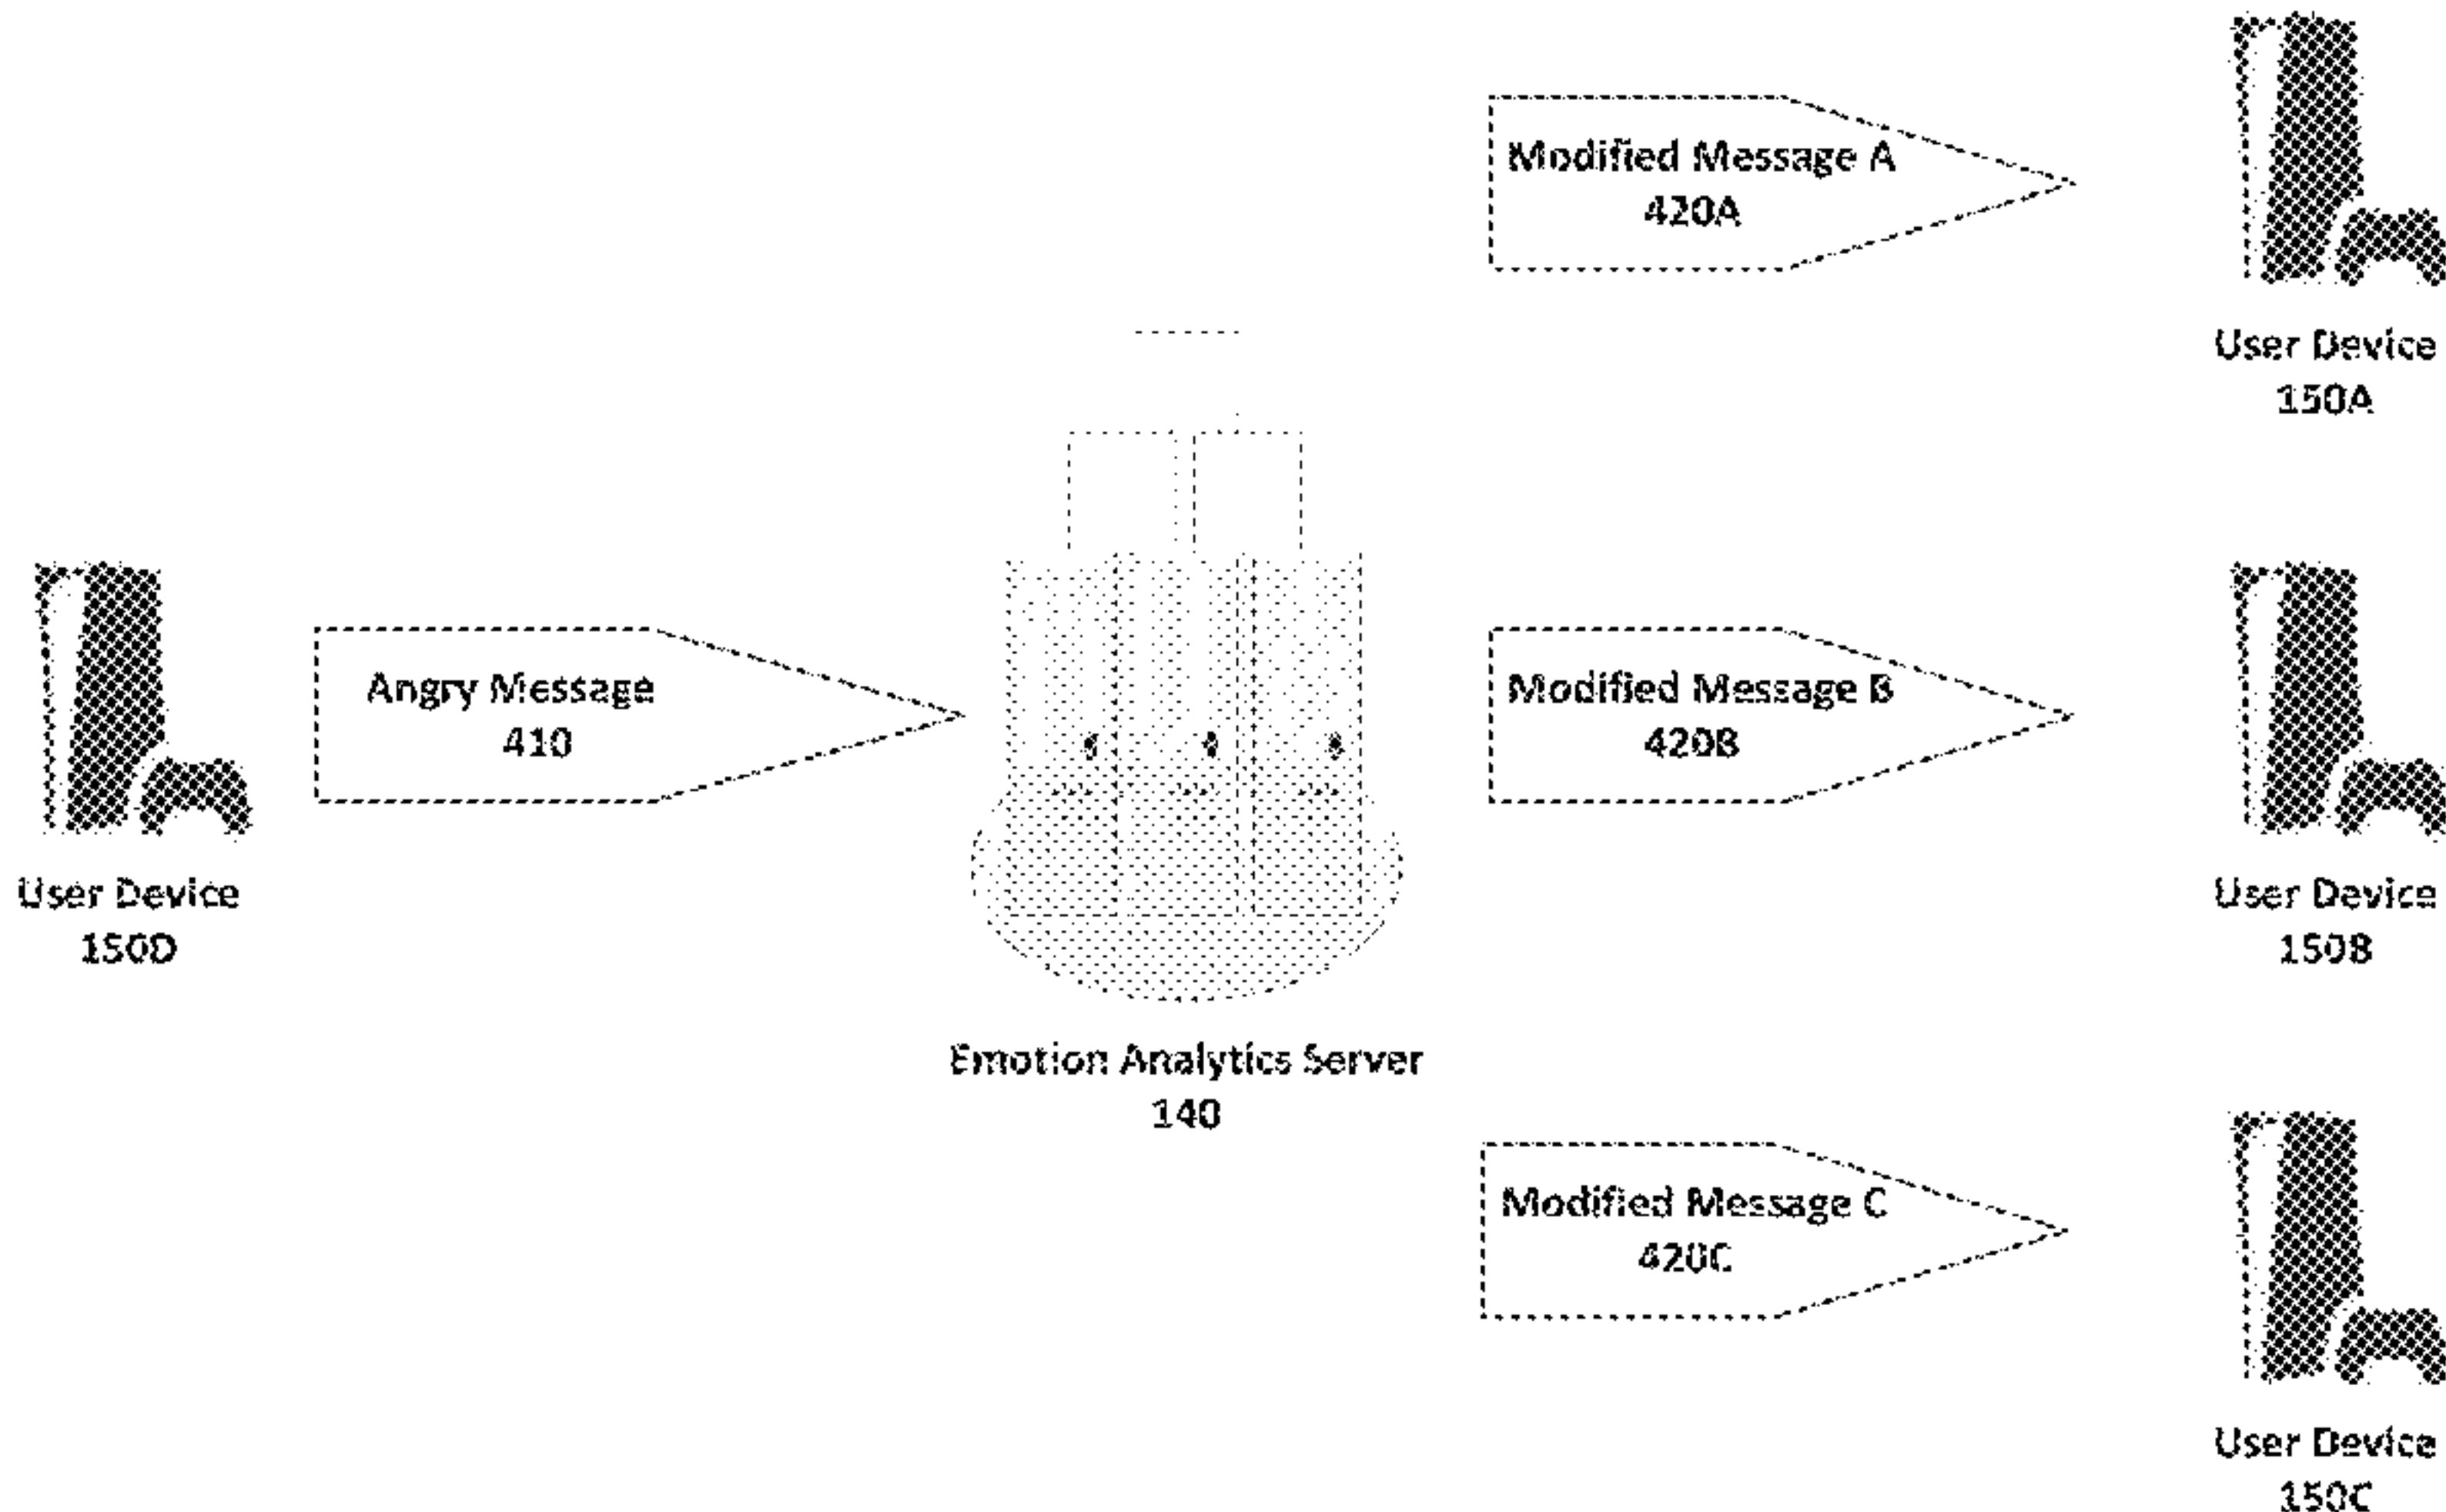 Modified Message A
420A
User Device
150A
Angry Message
410
Modified Message B
420B
User Device
150D
User Device
150B
Emotion Analytics Server
140
Modified Message C
420C
User Device
150C